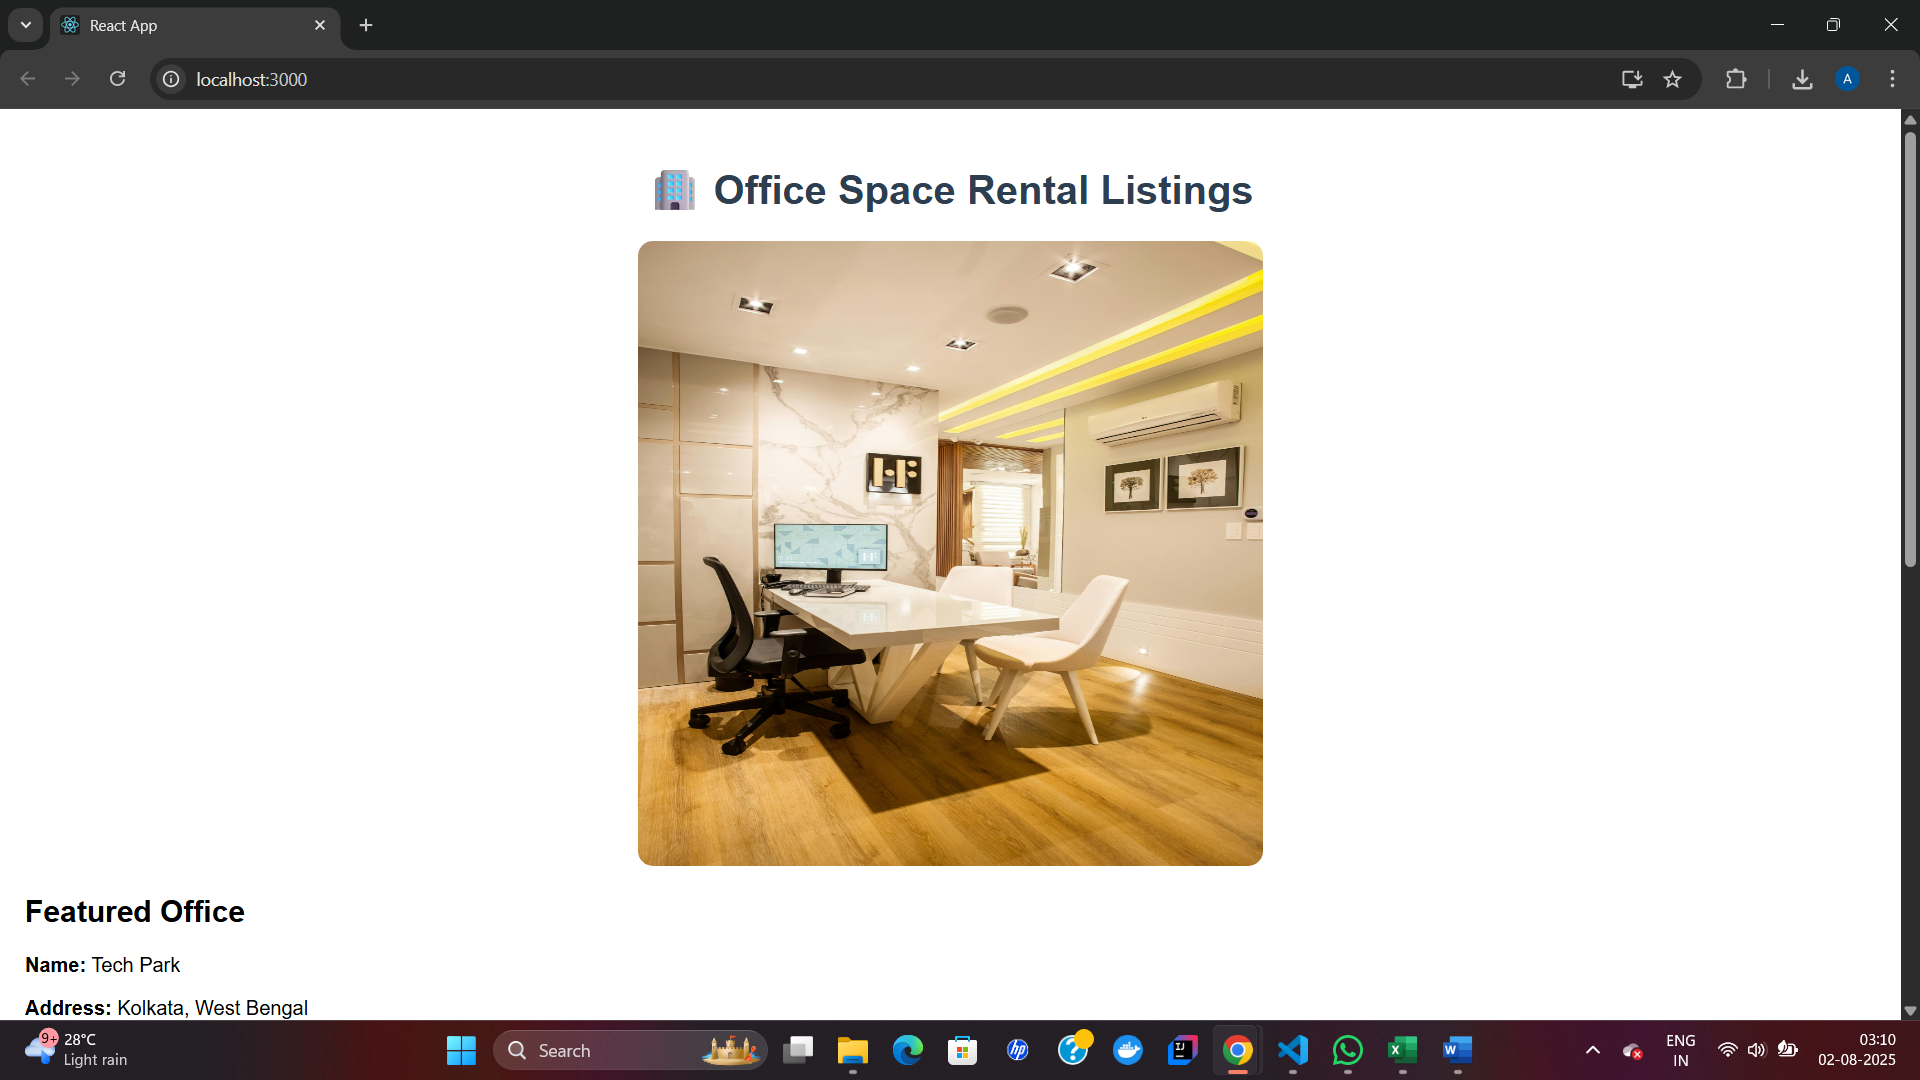 React App
localhost:3000
A
Office Space Rental Listings
Featured Office
Name: Tech Park
Address: Kolkata, West Bengal
9+
28°C
Light rain
Search
ENG
IN
03:10
02-08-2025